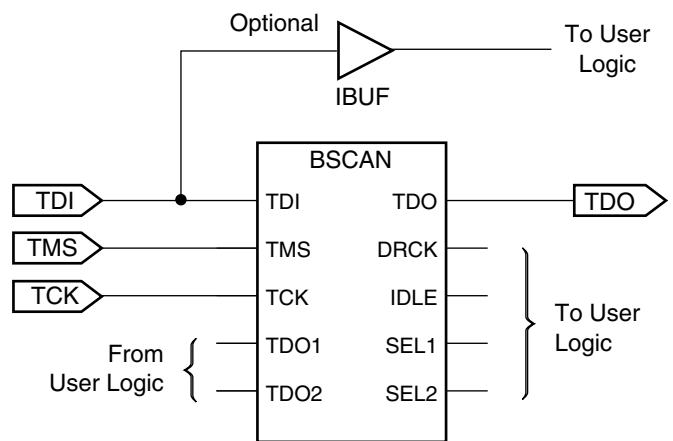 Optional
To User
Logic
IBUF
BSCAN
TDI
TDI
TDO
TDO
TMS
TMS
DRCK
TCK
TCK
IDLE
To User
Logic
From
User Logic
TDO1
SEL1
TDO2
SEL2